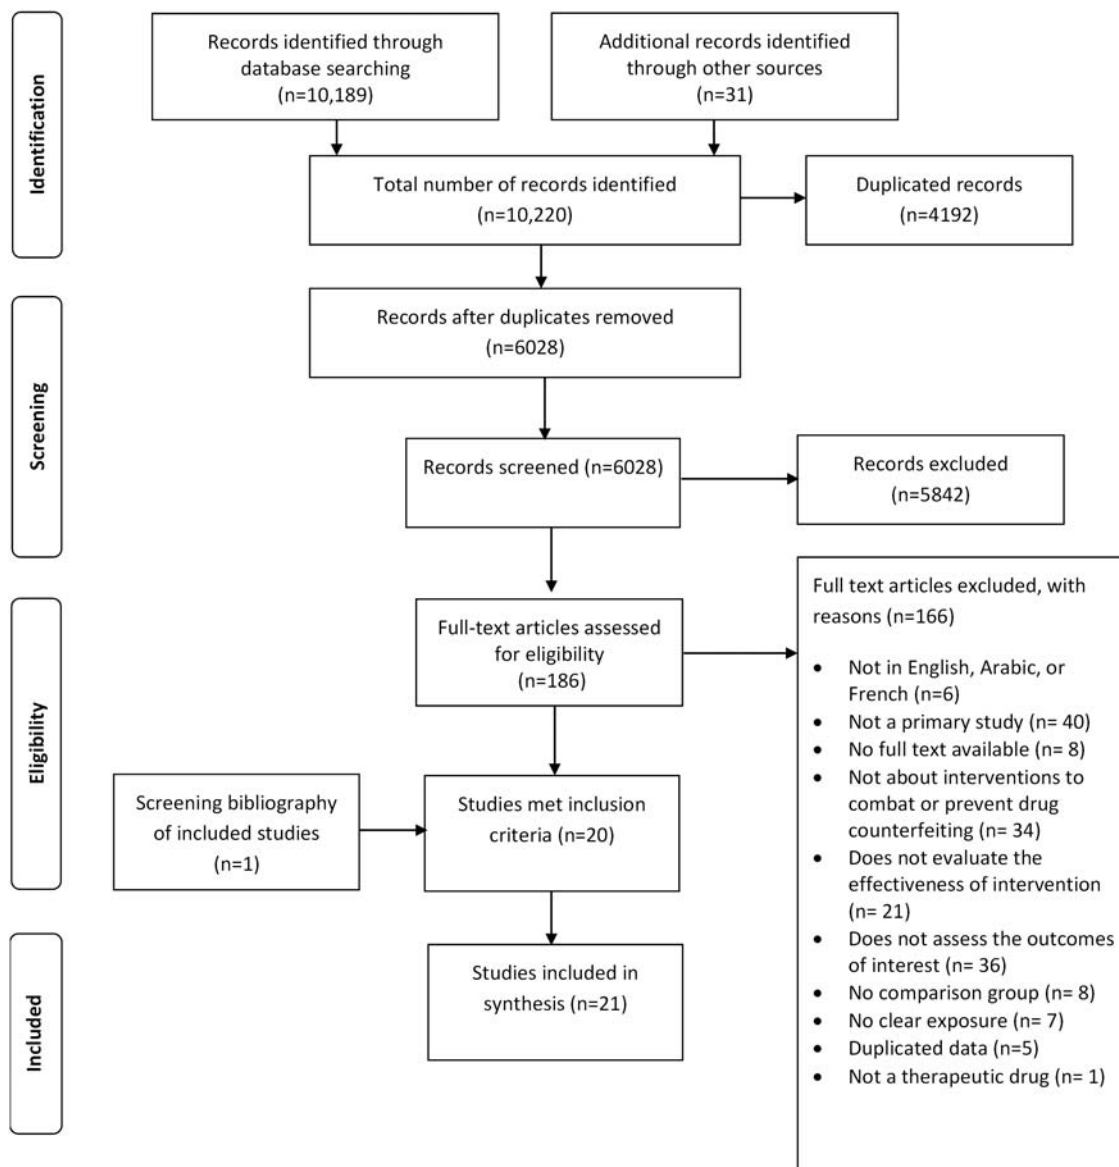 Identification
Records identified through
database searching
(n=10,189)
Additional records identified
through other sources
(n=31)
Total number of records identified
(n=10,220)
Duplicated records
(n=4192)
Screening
Records after duplicates removed
(n=6028)
Records screened (n=6028)
Records excluded
(n=5842)
Eligibility
Full-text articles assessed
for eligibility
(n=186)
Full text articles excluded, with
reasons (n=166)
• Not in English, Arabic, or
French (n=6)
• Not a primary study (n= 40)
• No full text available (n= 8)
• Not about interventions to
combat or prevent drug
counterfeiting (n= 34)
• Does not evaluate the
effectiveness of intervention
(n= 21)
• Does not assess the outcomes
of interest (n= 36)
• No comparison group (n= 8)
• No clear exposure (n= 7)
• Duplicated data (n=5)
• Not a therapeutic drug (n= 1)
Screening bibliography
of included studies
(n=1)
Studies met inclusion
criteria (n=20)
Included
Studies included in
synthesis (n=21)